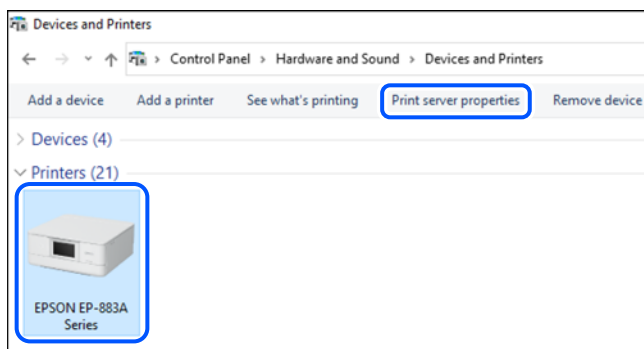 Devices and Printers
Control Panel > Hardware and Sound > Devices and Printers
Add a device Add a printer See what's printing Print server properties Remove device
Devices (4)
Printers (21)
EPSON EP-883A
Series